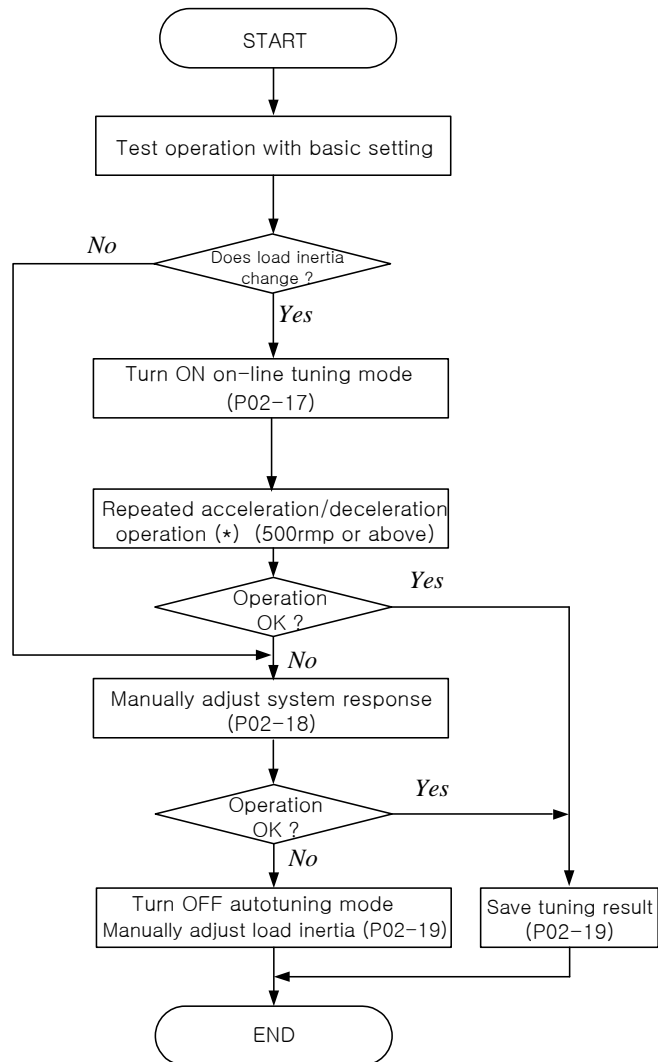 START
Test operation with basic setting
No
Does load inertia
change ?
Yes
Turn ON on-line tuning mode
(P02-17)
Repeated acceleration/deceleration
operation (*) (500rmp or above)
Yes
Operation
OK ?
No
Manually adjust system response
(P02-18)
Operation
OK ?
Yes
No
Turn OFF autotuning mode
Manually adjust load inertia (P02-19)
Save tuning result
(P02-19)
END